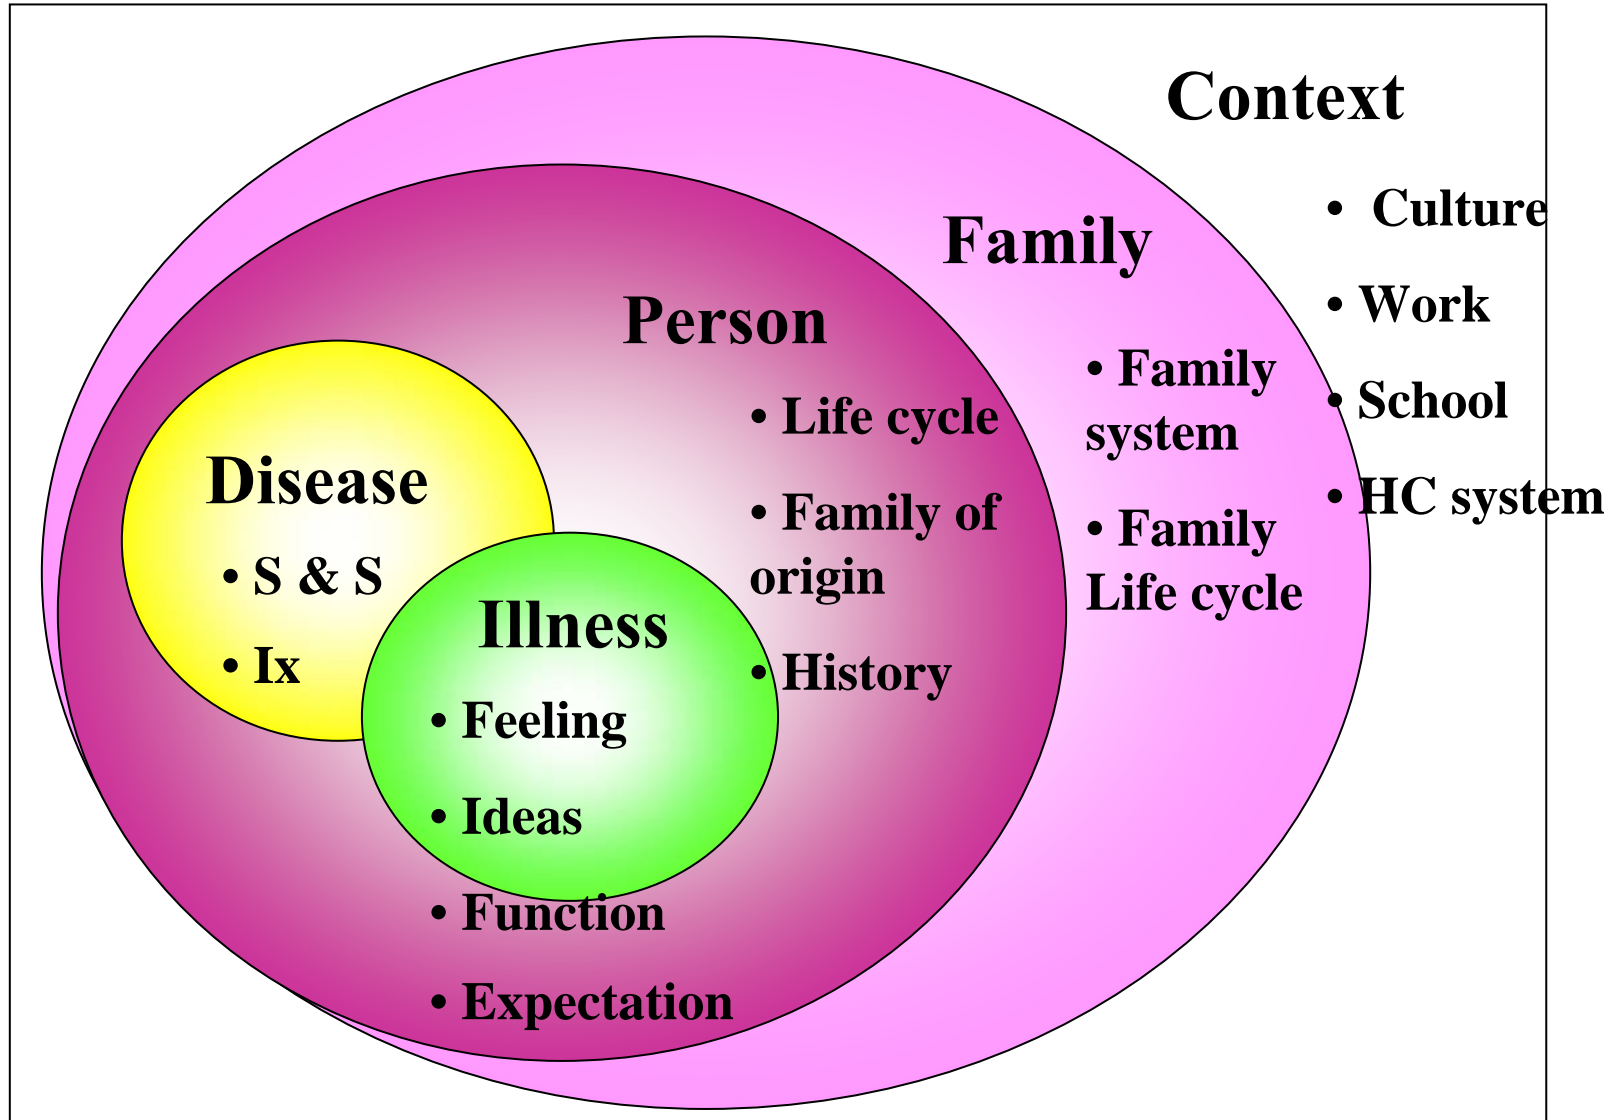 Context
• Culture
• Work
• School
• HC system
Family
• Family
system
• Family
Life cycle
Person
• Life cycle
• Family of
origin
• History
Disease
• S & S
• Ix
Illness
• Feeling
• Ideas
• Function
• Expectation